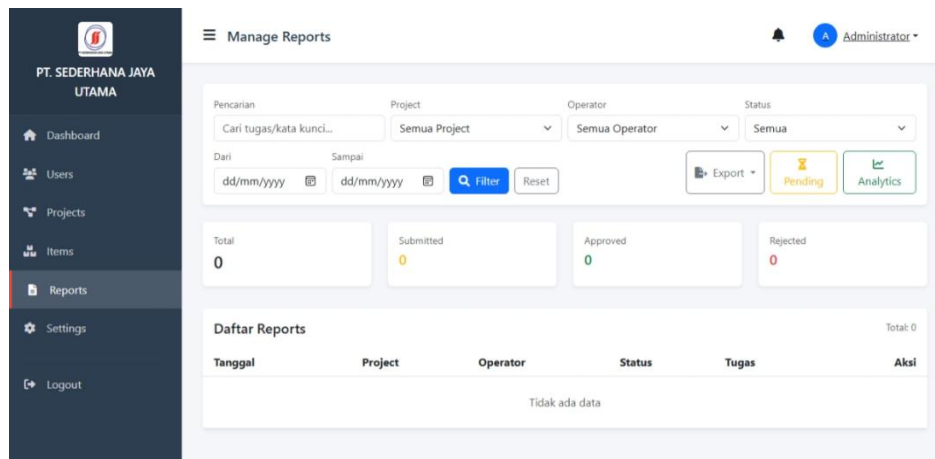 PT. SEDERHANA JAYA
UTAMA
Dashboard
Users
Projects
Items
Reports
Settings
Logout
Manage Reports
A
Administrator
Pencarian
Project
Operator
Status
Cari tugas/kata kunci...
Semua Project
Semua Operator
Semua
Dari
Sampai
dd/mm/yyyy
dd/mm/yyyy
Filter
Reset
Export
Pending
Analytics
Total
0
Submitted
0
Approved
0
Rejected
0
Daftar Reports
Total: 0
Tanggal Project Operator Status Tugas Aksi
Tidak ada data